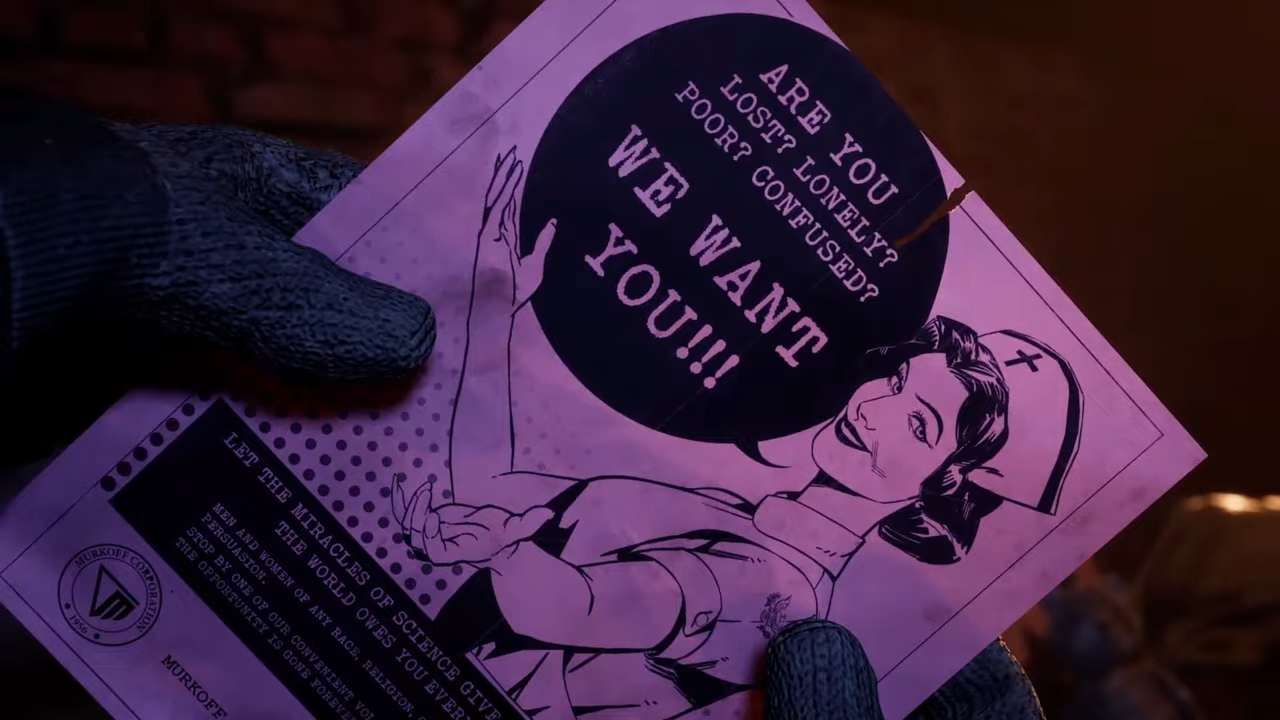 ARE YOU
LOST? LONELY?
POOR? CONFUSED?
WE WANT
YOU!!!
LET THE MIRACLES OF SCIENCE GIVE
THE WORLD OWES YOU EVERY
MEN AND WOMEN OF ANY RACE, RELIGION,
PERSUASION.
STOP BY ONE OF OUR CONVENIENT
THE OPPORTUNITY IS GONE FOREVER
MURKOFF CORPORATION
1956
MURKOFF